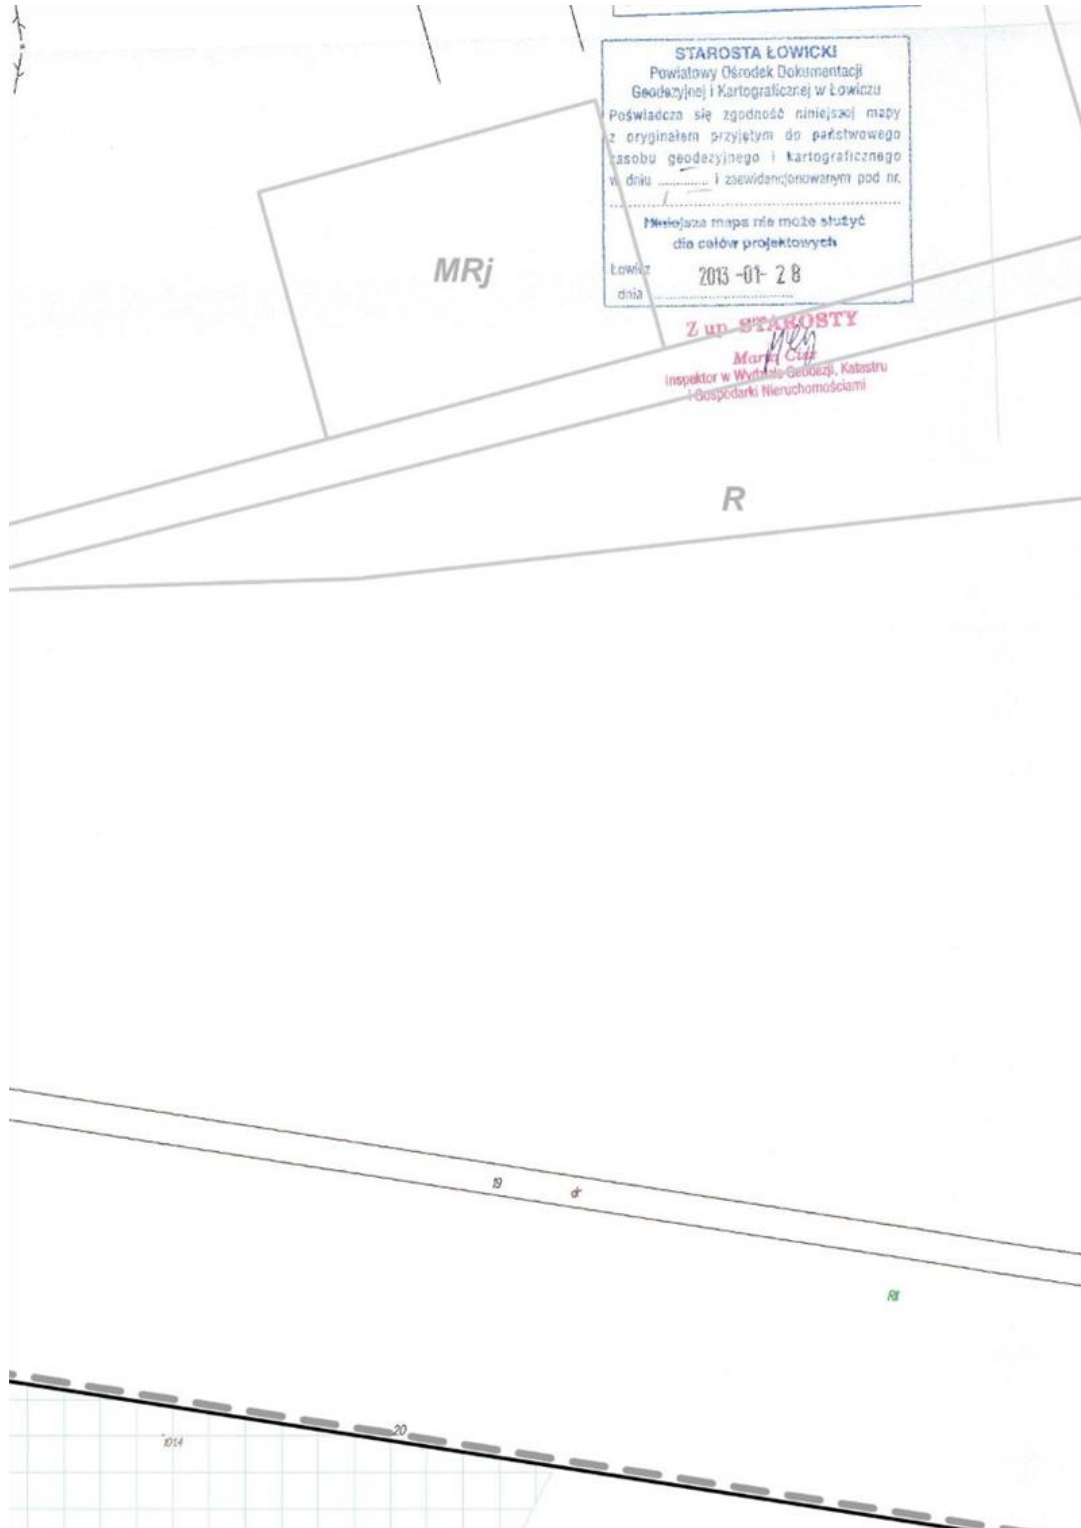 STAROSTA ŁOWICKI
Powiatowy Ośrodek Dokumentacji
Geodezyjnej i Kartograficznej w Łowiczu
Poświadcza się zgodność niniejszej mapy
z oryginałem przyjętym do państwowego
zasobu geodezyjnego i kartograficznego
w dniu ............ i zaewidencjonowanym pod nr.
Niniejsza mapa nie może służyć
dla celów projektowych
Łowicz
dnia 2013-01-28
Z up. STAROSTY
Inspektor w Wydziale Geodezji, Katastru
i Gospodarki Nieruchomościami
MRj
R
19 dr
20